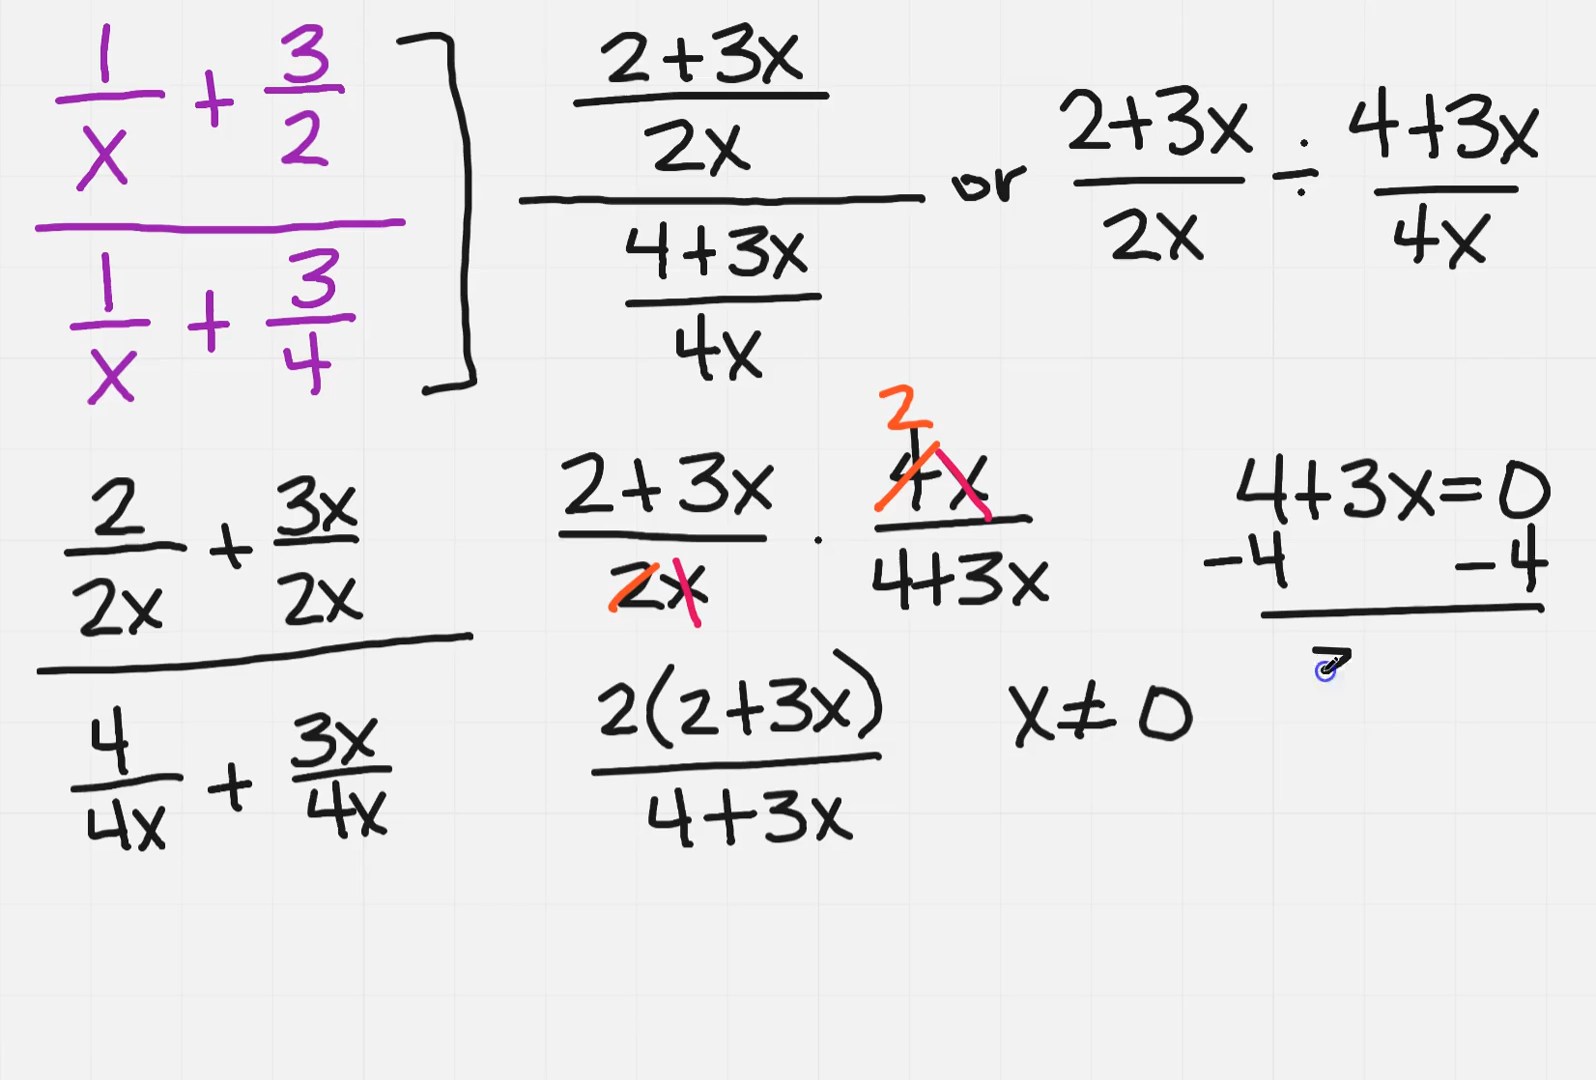 1/x + 3/2
1/x + 3/4
2+3x
2x
4+3x
4x
or 2+3x/2x ÷ 4+3x/4x
2/2x + 3x/2x
4/4x + 3x/4x
2
2+3x/2x · 4x/4+3x
2(2+3x)/4+3x
x≠0
4+3x=0
-4 -4